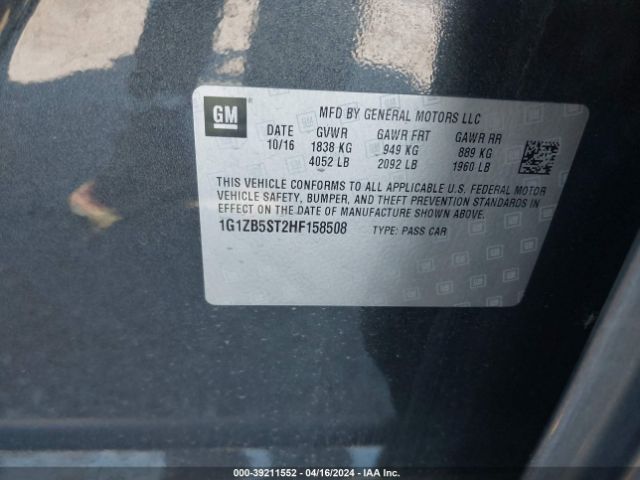 GM
MFD BY GENERAL MOTORS LLC
DATE GVWR GAWR FRT GAWR RR
10/16 1838 KG 949 KG 889 KG
4052 LB 2092 LB 1960 LB
THIS VEHICLE CONFORMS TO ALL APPLICABLE U.S. FEDERAL MOTOR
VEHICLE SAFETY, BUMPER, AND THEFT PREVENTION STANDARDS IN
EFFECT ON THE DATE OF MANUFACTURE SHOWN ABOVE.
1G1ZB5ST2HF158508 TYPE: PASS CAR
000-39211552 - 04/16/2024 - IAA Inc.